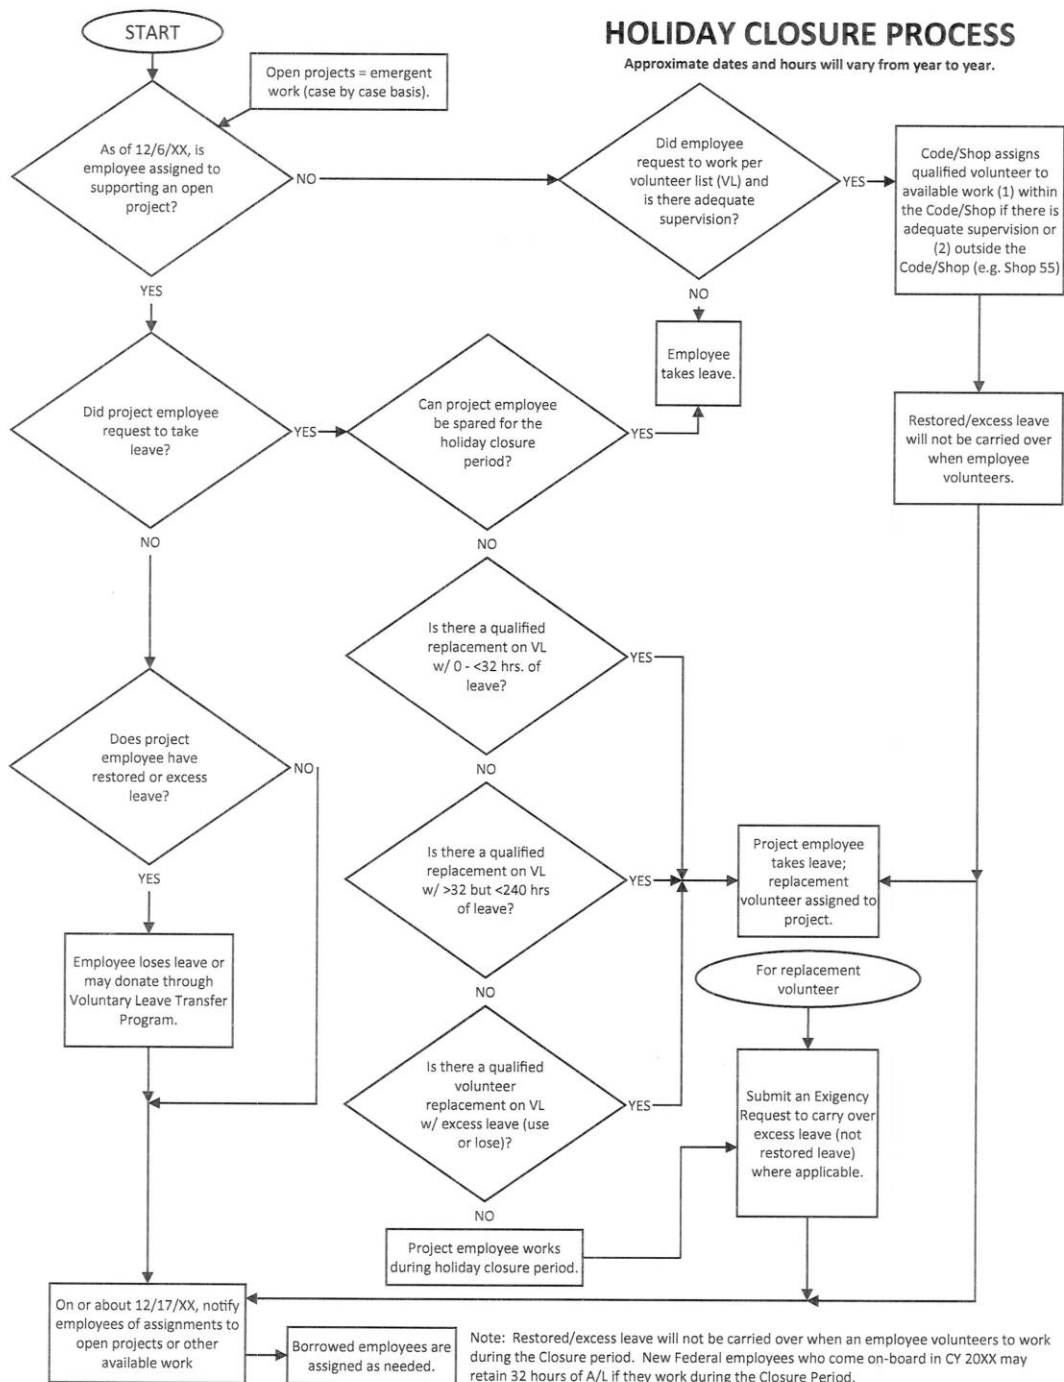 HOLIDAY CLOSURE PROCESS
Approximate dates and hours will vary from year to year.
START
Open projects = emergent
work (case by case basis).
As of 12/6/XX, is
employee assigned to
supporting an open
project?
NO
Did employee
request to work per
volunteer list (VL) and
is there adequate
supervision?
YES
Code/Shop assigns
qualified volunteer to
available work (1) within
the Code/Shop if there is
adequate supervision or
(2) outside the
Code/Shop (e.g. Shop 55)
YES
NO
Employee
takes leave.
Did project employee
request to take
leave?
YES
Can project employee
be spared for the
holiday closure
period?
YES
Restored/excess leave
will not be carried over
when employee
volunteers.
NO
NO
Is there a qualified
replacement on VL
w/ 0 - <32 hrs. of
leave?
YES
Does project
employee have
restored or excess
leave?
NO
NO
Is there a qualified
replacement on VL
w/ >32 but <240 hrs
of leave?
YES
Project employee
takes leave;
replacement
volunteer assigned to
project.
YES
Employee loses leave or
may donate through
Voluntary Leave Transfer
Program.
NO
For replacement
volunteer
Is there a qualified
volunteer
replacement on VL
w/ excess leave (use
or lose)?
YES
Submit an Exigency
Request to carry over
excess leave (not
restored leave)
where applicable.
NO
Project employee works
during holiday closure period.
On or about 12/17/XX, notify
employees of assignments to
open projects or other
available work
Borrowed employees are
assigned as needed.
Note: Restored/excess leave will not be carried over when an employee volunteers to work
during the Closure period. New Federal employees who come on-board in CY 20XX may
retain 32 hours of A/L if they work during the Closure Period.